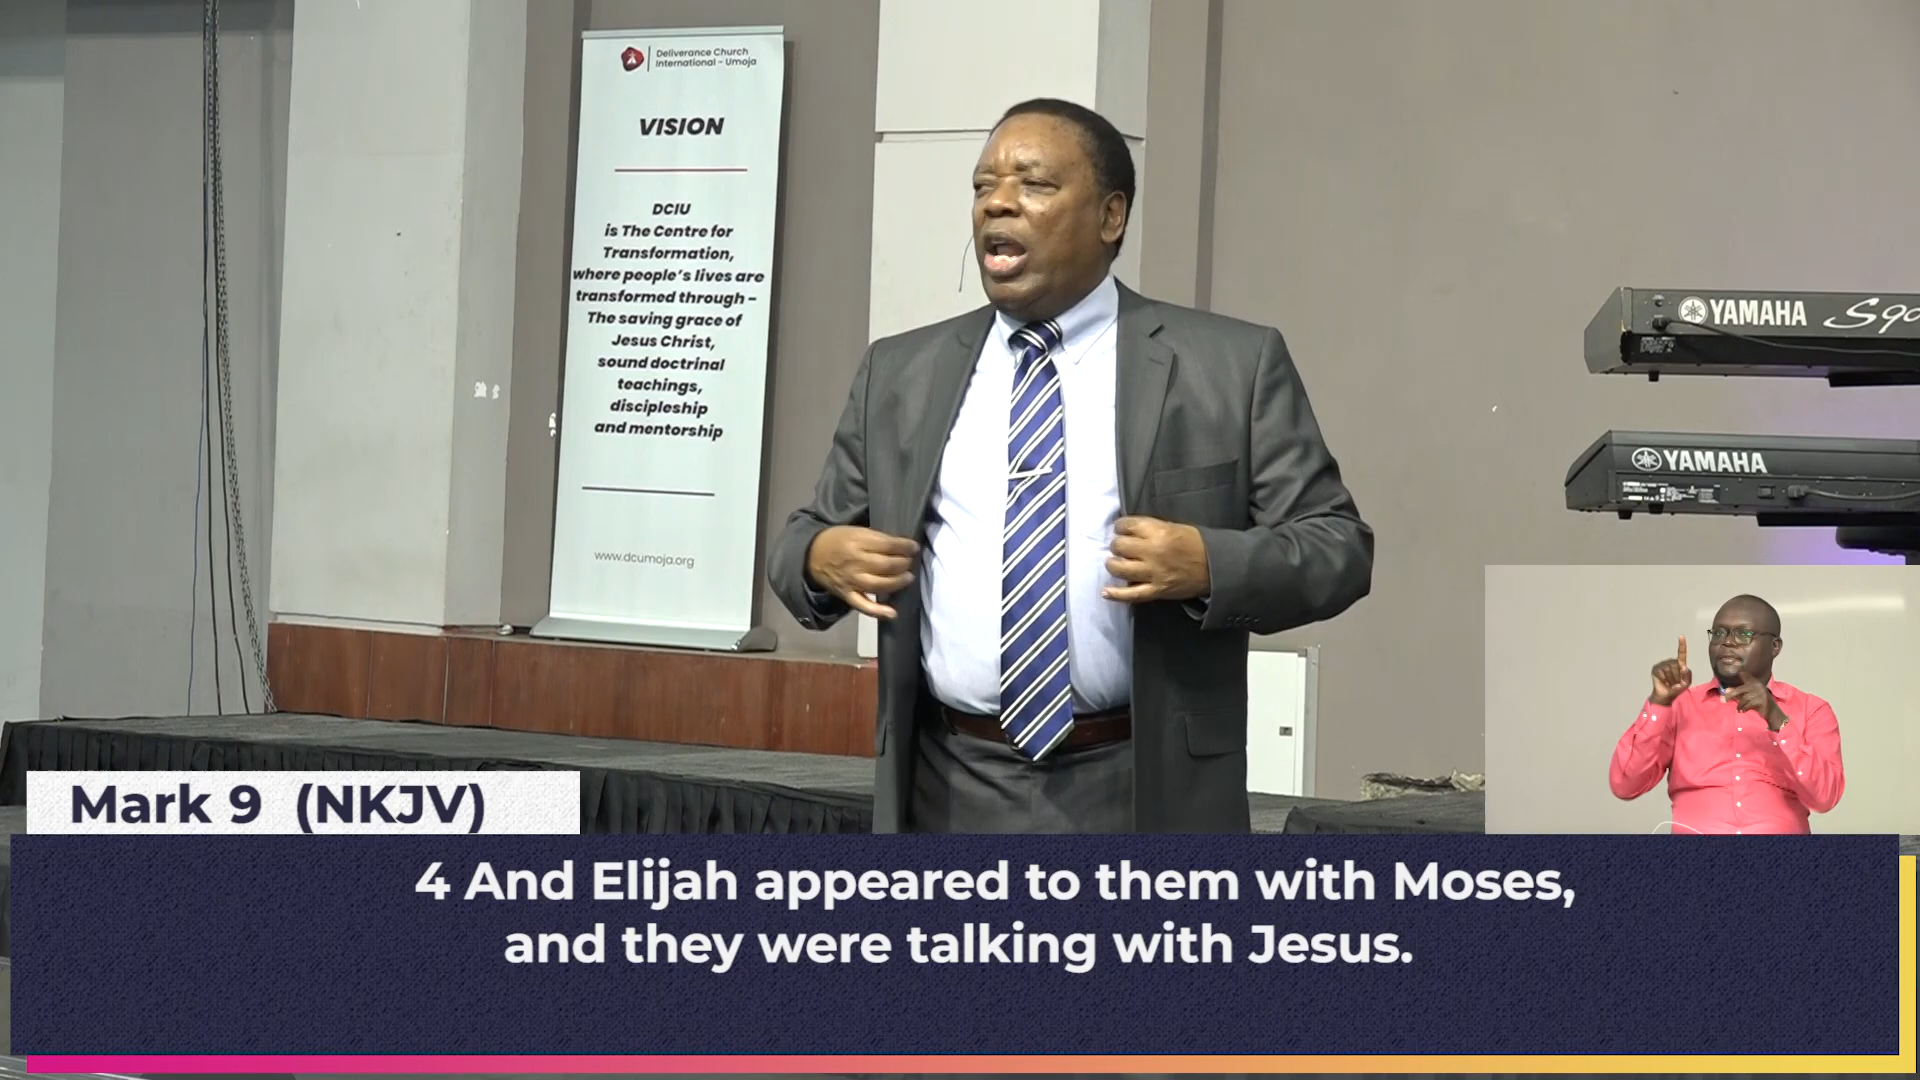 Deliverance Church
International - Umoja
VISION
DCIU
is The Centre for
Transformation,
where people's lives are
transformed through –
The saving grace of
Jesus Christ,
sound doctrinal
teachings,
discipleship
and mentorship
www.dcumoja.org
YAMAHA S90
YAMAHA
Mark 9 (NKJV)
4 And Elijah appeared to them with Moses,
and they were talking with Jesus.